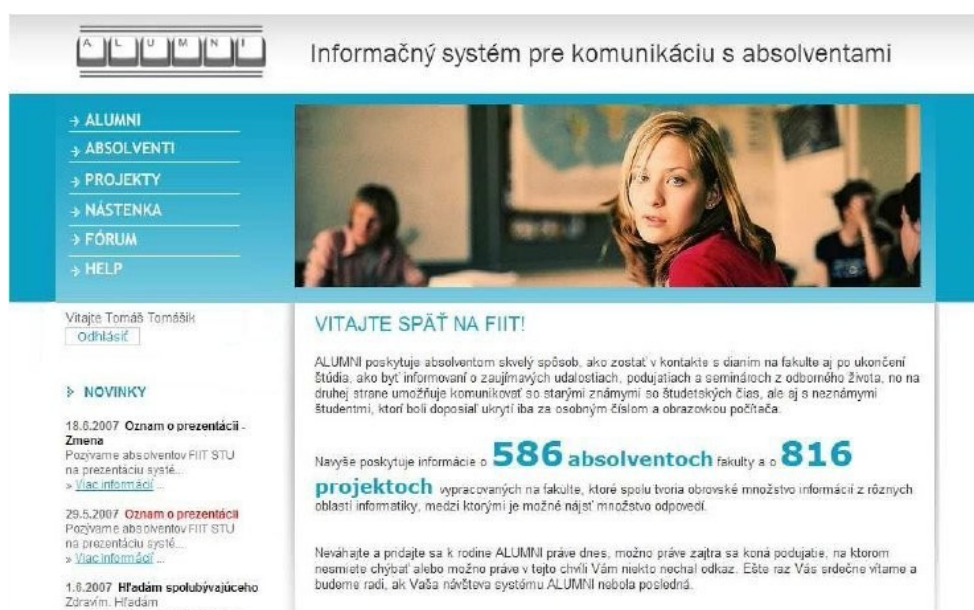 A L U M N I
Informačný systém pre komunikáciu s absolventami
ALUMNI
ABSOLVENTI
PROJEKTY
NÁSTENKA
FÓRUM
HELP
Vitajte Tomáš Tomášik
Odhlásiť
NOVINKY
18.6.2007 Oznam o prezentácii -
Zmena
Pozývame absolventov FIIT STU
na prezentáciu systé...
» Viac informácií ...
29.5.2007 Oznam o prezentácii
Pozývame absolventov FIIT STU
na prezentáciu systé...
» Viac informácií ...
1.6.2007 Hľadám spolubývajúceho
Zdravím. Hľadám
VITAJTE SPÄŤ NA FIIT!
ALUMNI poskytuje absolventom skvelý spôsob, ako zostať v kontakte s dianím na fakulte aj po ukončení
štúdia, ako byť informovaní o zaujímavých udalostiach, podujatiach a seminároch z odborného života, no na
druhej strane umožňuje komunikovať so starými známymi so študetských čias, ale aj s neznámymi
študentmi, ktorí boli doposiaľ ukrytí iba za osobným číslom a obrazovkou počítača.
Navyše poskytuje informácie o 586 absolventoch fakulty a o 816
projektoch vypracovaných na fakulte, ktoré spolu tvoria obrovské množstvo informácií z rôznych
oblastí informatiky, medzi ktorými je možné nájsť množstvo odpovedí.
Neváhajte a pridajte sa k rodine ALUMNI práve dnes, možno práve zajtra sa koná podujatie, na ktorom
nesmiete chýbať alebo možno práve v tejto chvíli Vám niekto nechal odkaz. Ešte raz Vás srdečne vítame a
budeme radi, ak Vaša návšteva systému ALUMNI nebola posledná.